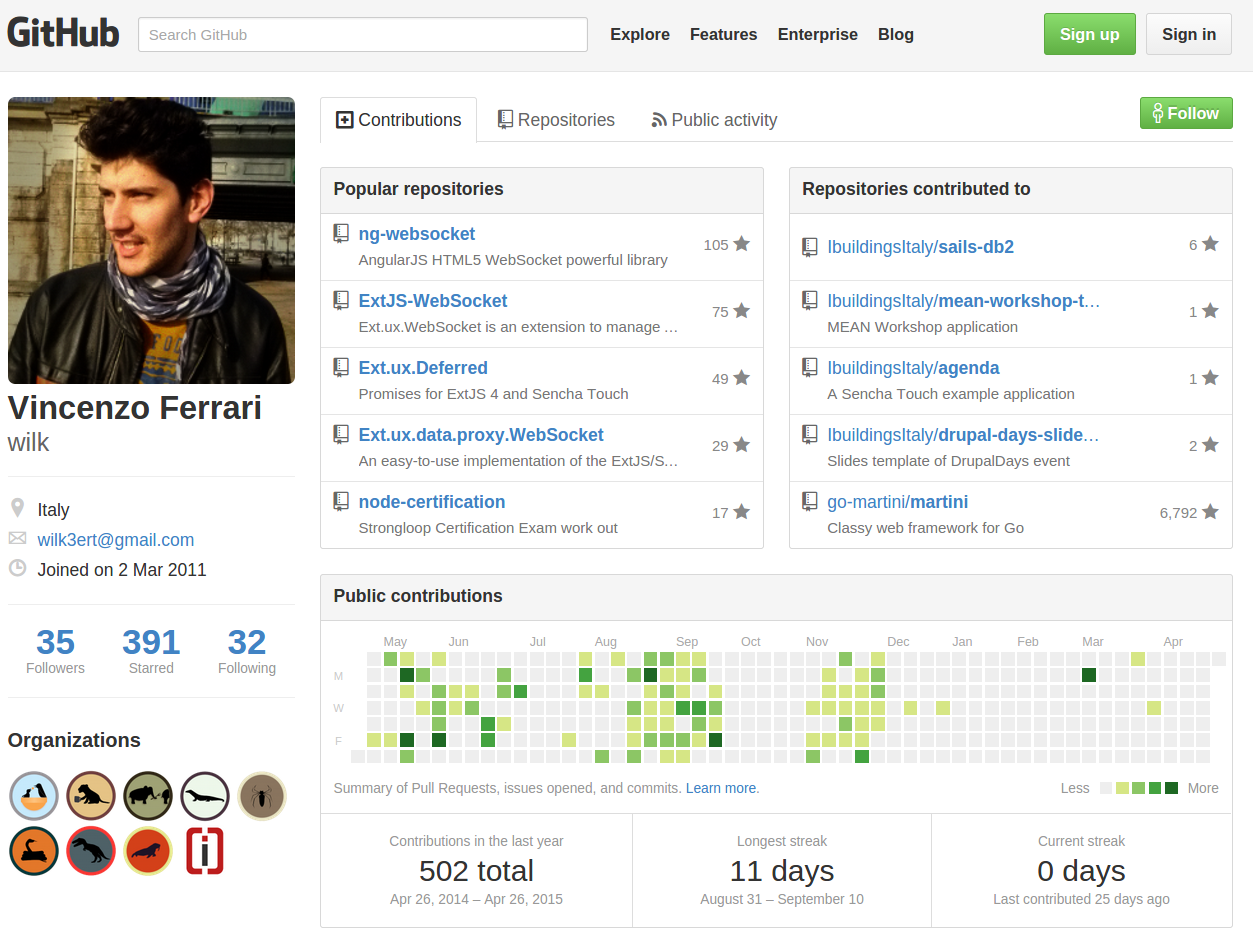 GitHub
Search GitHub
Explore
Features
Enterprise
Blog
Sign up
Sign in
Vincenzo Ferrari
wilk
Italy
wilk3ert@gmail.com
Joined on 2 Mar 2011
35
Followers
391
Starred
32
Following
Organizations
Contributions
Repositories
Public activity
Follow
Popular repositories
ng-websocket
AngularJS HTML5 WebSocket powerful library
105
ExtJS-WebSocket
Ext.ux.WebSocket is an extension to manage …
75
Ext.ux.Deferred
Promises for ExtJS 4 and Sencha Touch
49
Ext.ux.data.proxy.WebSocket
An easy-to-use implementation of the ExtJS/S…
29
node-certification
Strongloop Certification Exam work out
17
Repositories contributed to
IbuildingsItaly/sails-db2
6
IbuildingsItaly/mean-workshop-t…
MEAN Workshop application
1
IbuildingsItaly/agenda
A Sencha Touch example application
1
IbuildingsItaly/drupal-days-slide…
Slides template of DrupalDays event
2
go-martini/martini
Classy web framework for Go
6,792
Public contributions
May Jun Jul Aug Sep Oct Nov Dec Jan Feb Mar Apr
M
W
F
Summary of Pull Requests, issues opened, and commits. Learn more.
Less
More
Contributions in the last year
502 total
Apr 26, 2014 – Apr 26, 2015
Longest streak
11 days
August 31 – September 10
Current streak
0 days
Last contributed 25 days ago